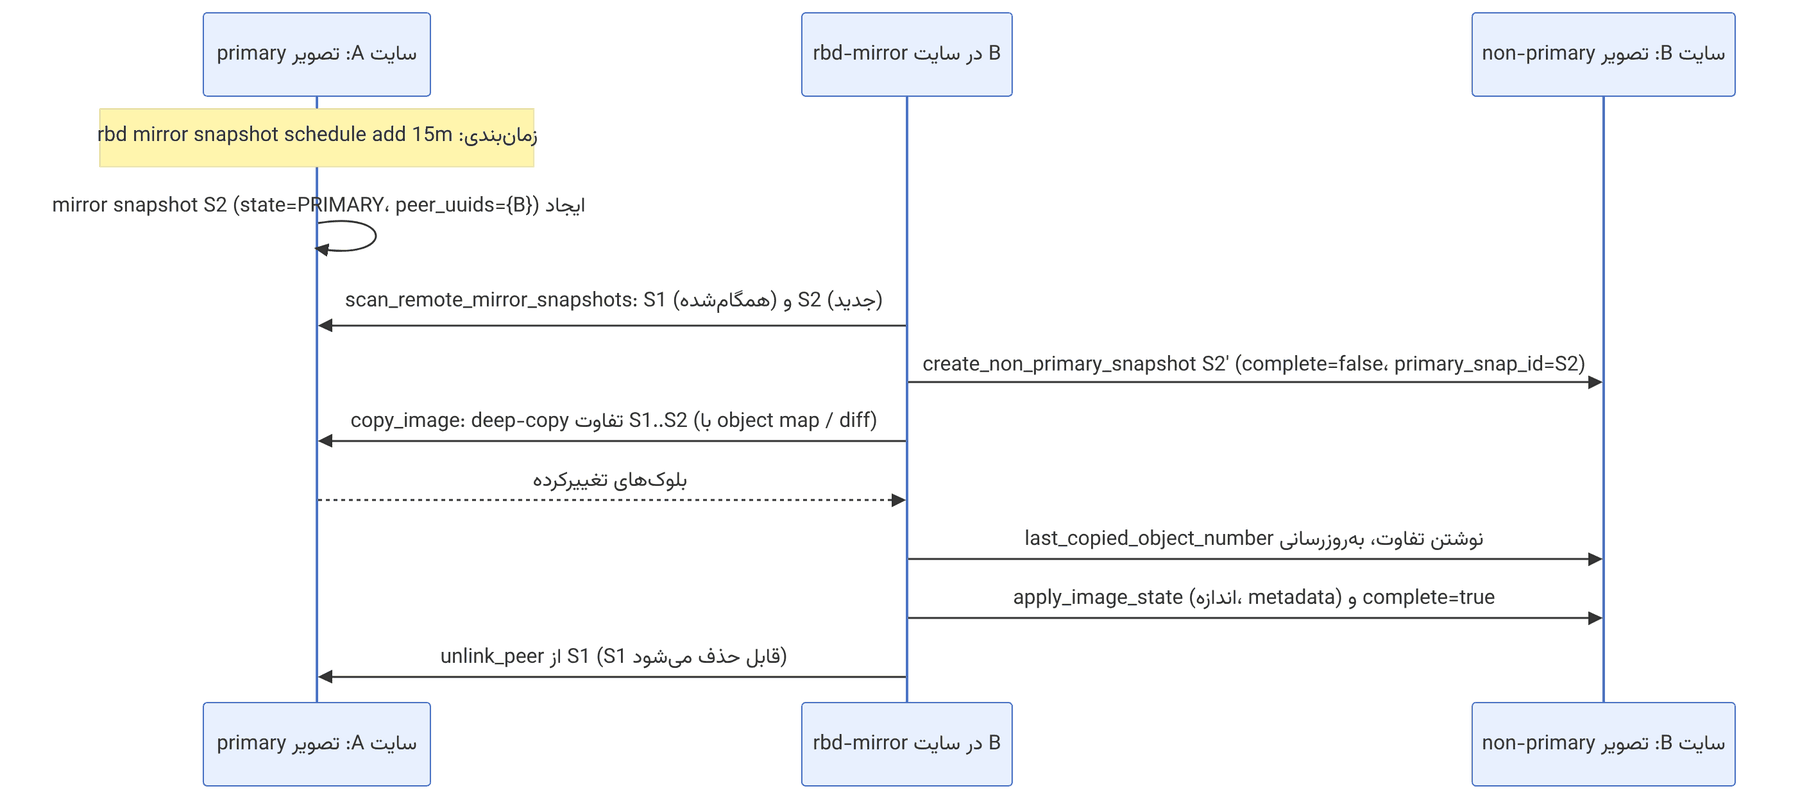 سایت A: تصویر primary
rbd-mirror در سایت B
سایت B: تصویر non-primary
زمان‌بندی: rbd mirror snapshot schedule add 15m
ایجاد mirror snapshot S2 (state=PRIMARY، peer_uuids={B})
scan_remote_mirror_snapshots: S1 (همگام‌شده) و S2 (جدید)
create_non_primary_snapshot S2' (complete=false، primary_snap_id=S2)
copy_image: deep-copy تفاوت S1..S2 (با object map / diff)
بلوک‌های تغییرکرده
نوشتن تفاوت، به‌روزرسانی last_copied_object_number
apply_image_state (اندازه، metadata) و complete=true
unlink_peer از S1 (S1 قابل حذف می‌شود)
سایت A: تصویر primary
rbd-mirror در سایت B
سایت B: تصویر non-primary